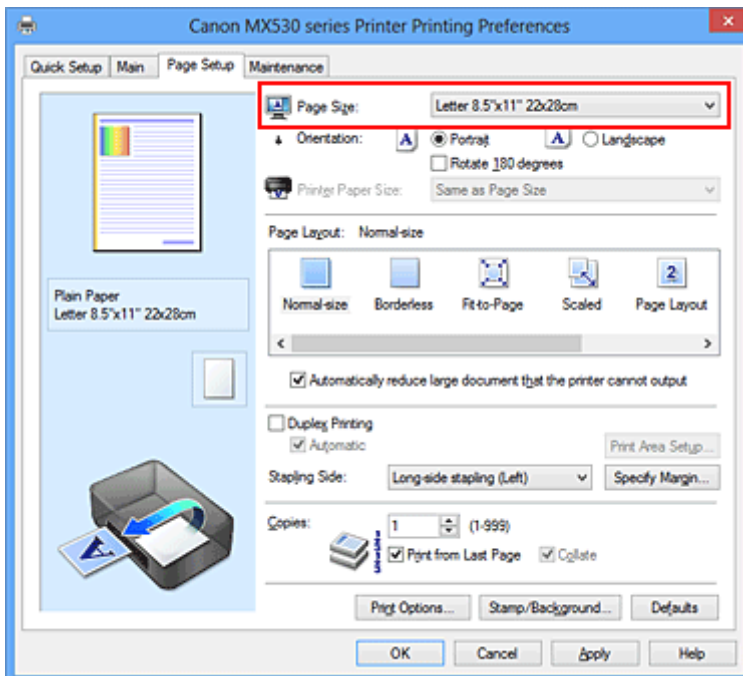 Canon MX530 series Printer Printing Preferences
Quick Setup Main Page Setup Maintenance
Page Size: Letter 8.5"x11" 22x28cm
Orientation: A Portrait A Landscape
Rotate 180 degrees
Printer Paper Size: Same as Page Size
Page Layout: Normal-size
2
Normal-size Borderless Fit-to-Page Scaled Page Layout
Plain Paper
Letter 8.5"x11" 22x28cm
Automatically reduce large document that the printer cannot output
Duplex Printing
Automatic Print Area Setup...
Stapling Side: Long-side stapling (Left) Specify Margin...
Copies: 1 (1-999)
Print from Last Page Collate
A
Print Options... Stamp/Background... Defaults
OK Cancel Apply Help